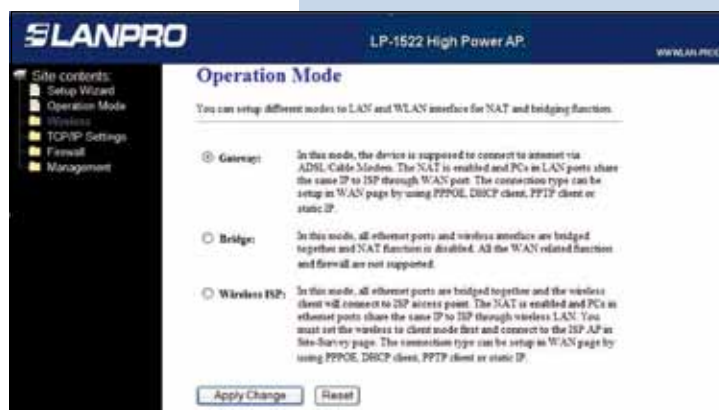 LANPRO
LP-1522 High Power AP.
Site contents:
Setup Wizard
Operation Mode
Wireless
TCP/IP Settings
Firewall
Management
Operation Mode
You can setup different modes to LAN and WLAN interface for NAT and bridging function.
Gateway:
In this mode, the device is supposed to connect to internet via
ADSL/Cable Modem. The NAT is enabled and PCs in LAN ports share
the same IP to ISP through WAN port. The connection type can be
setup in WAN page by using PPPOE, DHCP client, PPTP client or
static IP.
Bridge:
In this mode, all ethernet ports and wireless interface are bridged
together and NAT function is disabled. All the WAN related function
and firewall are not supported.
Wireless ISP:
In this mode, all ethernet ports are bridged together and the wireless
client will connect to ISP access point. The NAT is enabled and PCs in
ethernet ports share the same IP to ISP through wireless LAN. You
must set the wireless to client mode first and connect to the ISP AP in
Site-Survey page. The connection type can be setup in WAN page by
using PPPOE, DHCP client, PPTP client or static IP.
Apply Change
Reset